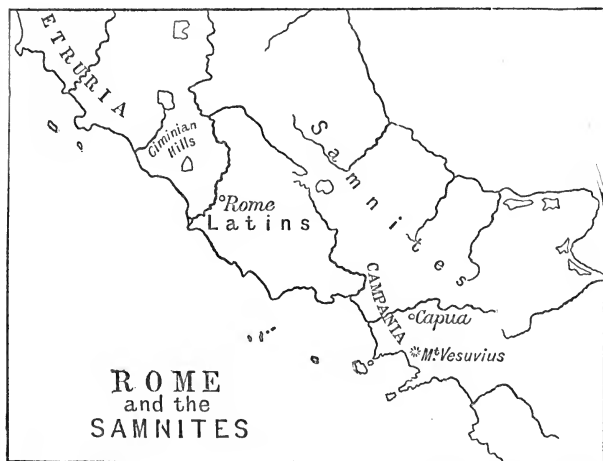 ETRURIA
Ciminian
Hills
Rome
Latins
Samnites
CAMPANIA
Capua
Mt Vesuvius
ROME
and the
SAMNITES